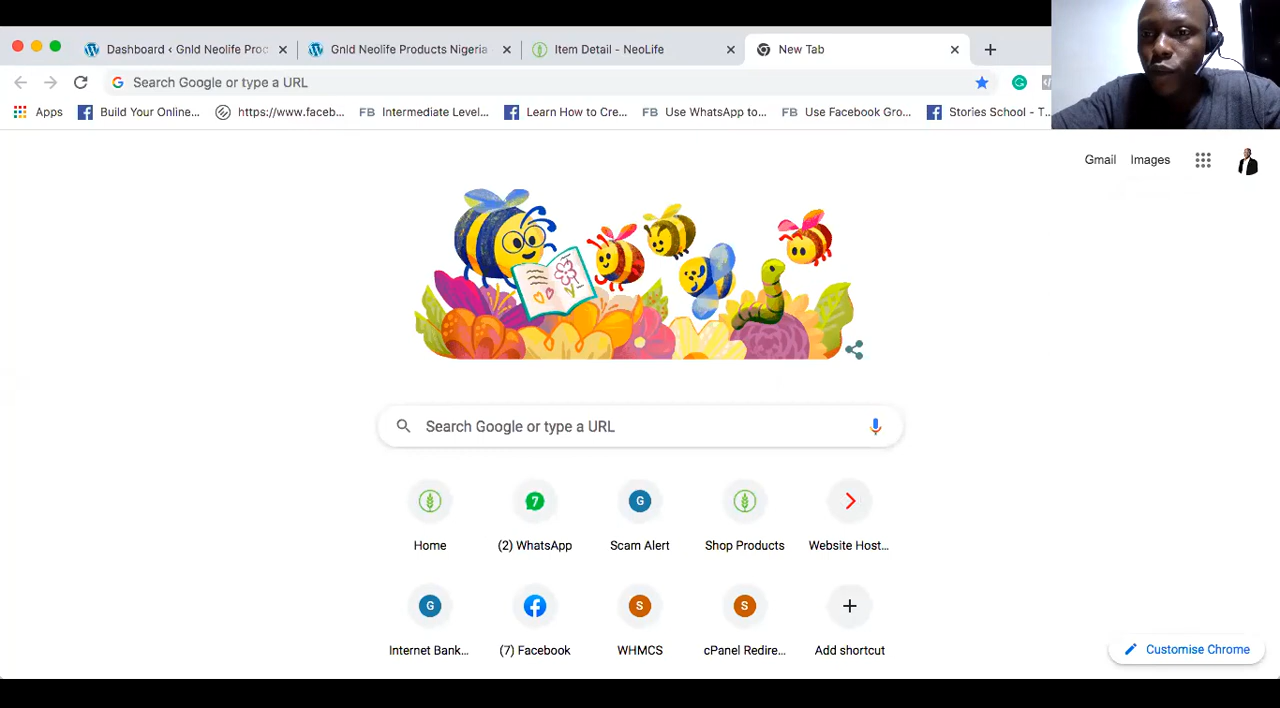 Dashboard ‹ Gnld Neolife Proc
Gnld Neolife Products Nigeria
Item Detail - NeoLife
New Tab
Search Google or type a URL
Apps
Build Your Online...
https://www.faceb...
FB Intermediate Level...
Learn How to Cre...
FB Use WhatsApp to...
FB Use Facebook Gro...
Stories School - T...
Gmail
Images
Search Google or type a URL
7
G
Home
(2) WhatsApp
Scam Alert
Shop Products
Website Host...
G
S
S
Internet Bank...
(7) Facebook
WHMCS
cPanel Redire...
Add shortcut
Customise Chrome